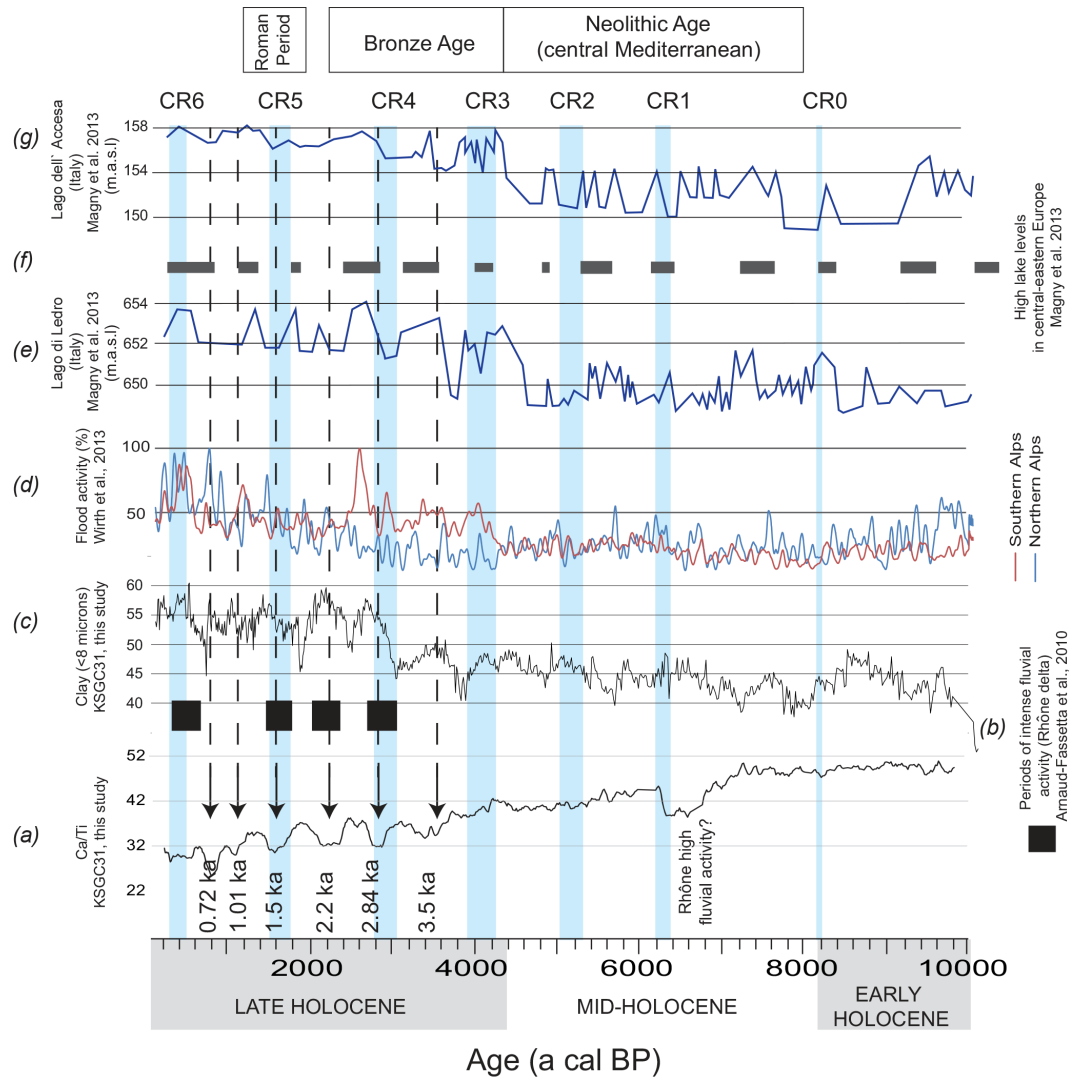 Roman
Period
Bronze Age
Neolithic Age
(central Mediterranean)
CR6
CR5
CR4
CR3
CR2
CR1
CR0
(g)
Lago dell` Accesa
(Italy)
Magny et al. 2013
(m.a.s.l)
158
154
150
(f)
High lake levels
in central-eastern Europe
Magny et al. 2013
(e)
Lago di Ledro
(Italy)
Magny et al. 2013
(m.a.s.l)
654
652
650
(d)
Flood activity (%)
Wirth et al., 2013
100
50
Southern Alps
Northern Alps
(c)
Clay (<8 microns)
KSGC31, this study
60
55
50
45
40
(b)
Periods of intense fluvial
activity (Rhône delta)
Arnaud-Fassetta et al., 2010
(a)
Ca/Ti
KSGC31, this study
52
42
32
22
0.72 ka
1.01 ka
1.5 ka
2.2 ka
2.84 ka
3.5 ka
Rhône high
fluvial activity?
2000
4000
6000
8000
10000
LATE HOLOCENE
MID-HOLOCENE
EARLY
HOLOCENE
Age (a cal BP)